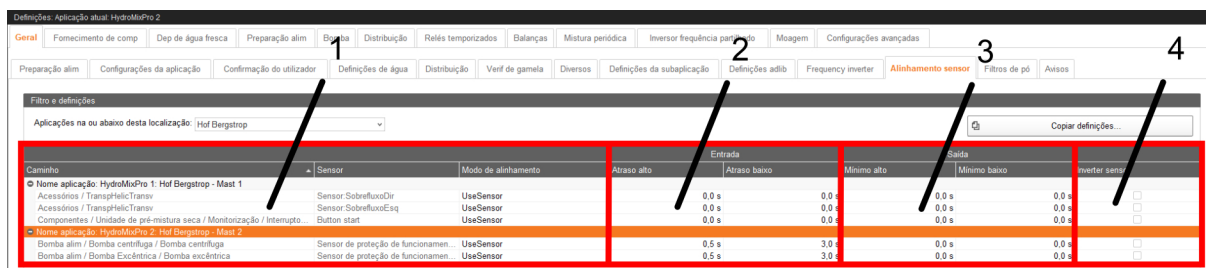 Definições: Aplicação atual: HydroMixPro 2
Geral Fornecimento de comp Dep de água fresca Preparação alim Bomba Distribuição Relés temporizados Balanças Mistura periódica Inversor frequência partilhado Moagem Configurações avançadas
1 2 3 4
Preparação alim Configurações da aplicação Confirmação do utilizador Definições de água Distribuição Verif de gamela Diversos Definições da subaplicação Definições adlib Frequency inverter Alinhamento sensor Filtros de pó Avisos
Filtro e definições
Aplicações na ou abaixo desta localização: Hof Bergstrop Copiar definições...
Entrada Saída
Caminho Sensor Modo de alinhamento Atraso alto Atraso baixo Mínimo alto Mínimo baixo Inverter sensor
Nome aplicação: HydroMixPro 1: Hof Bergstrop - Mast 1
Acessórios / TranspHelicTransv Sensor:SobrefluxoDir UseSensor 0,0 s 0,0 s 0,0 s 0,0 s
Acessórios / TranspHelicTransv Sensor:SobrefluxoEsq UseSensor 0,0 s 0,0 s 0,0 s 0,0 s
Componentes / Unidade de pré-mistura seca / Monitorização / Interrupto... Button start UseSensor 0,0 s 0,0 s 0,0 s 0,0 s
Nome aplicação: HydroMixPro 2: Hof Bergstrop - Mast 2
Bomba alim / Bomba centrífuga / Bomba centrífuga Sensor de proteção de funcionamen... UseSensor 0,5 s 3,0 s 0,0 s 0,0 s
Bomba alim / Bomba Excêntrica / Bomba excêntrica Sensor de proteção de funcionamen... UseSensor 0,5 s 3,0 s 0,0 s 0,0 s